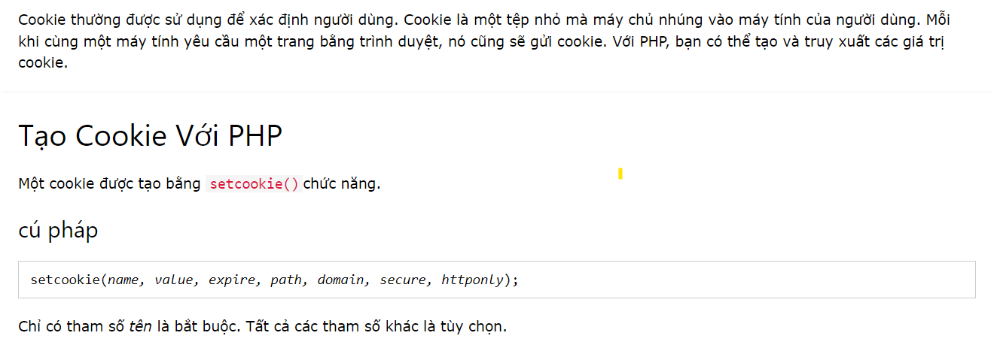 Cookie thường được sử dụng để xác định người dùng. Cookie là một tệp nhỏ mà máy chủ nhúng vào máy tính của người dùng. Mỗi
khi cùng một máy tính yêu cầu một trang bằng trình duyệt, nó cũng sẽ gửi cookie. Với PHP, bạn có thể tạo và truy xuất các giá trị
cookie.
Tạo Cookie Với PHP
Một cookie được tạo bằng setcookie() chức năng.
cú pháp
setcookie(name, value, expire, path, domain, secure, httponly);
Chỉ có tham số tên là bắt buộc. Tất cả các tham số khác là tùy chọn.